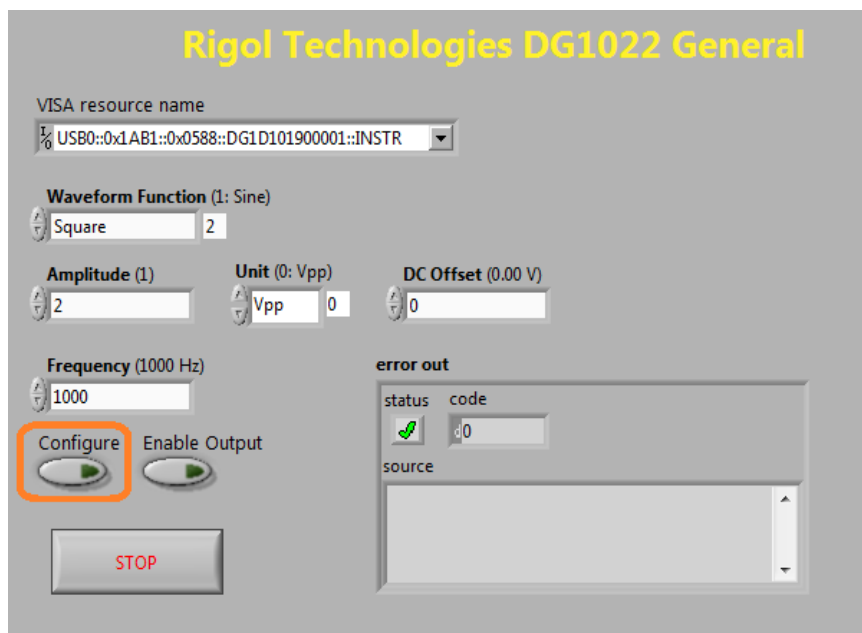 Rigol Technologies DG1022 General
VISA resource name
I/O USB0::0x1AB1::0x0588::DG1D101900001::INSTR
Waveform Function (1: Sine)
Square 2
Amplitude (1) Unit (0: Vpp) DC Offset (0.00 V)
2 Vpp 0 0
Frequency (1000 Hz) error out
1000 status code
d0
Configure Enable Output source
STOP